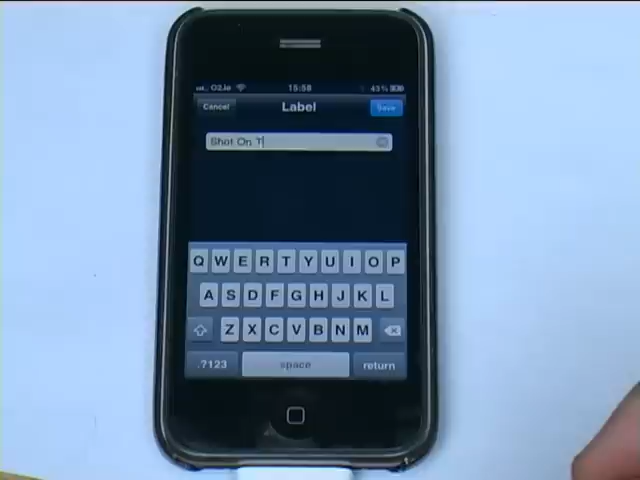 O2.ie 15:58 43%
Cancel Label Save
Shot On T
Q W E R T Y U I O P
A S D F G H J K L
Z X C V B N M
.?123 space return